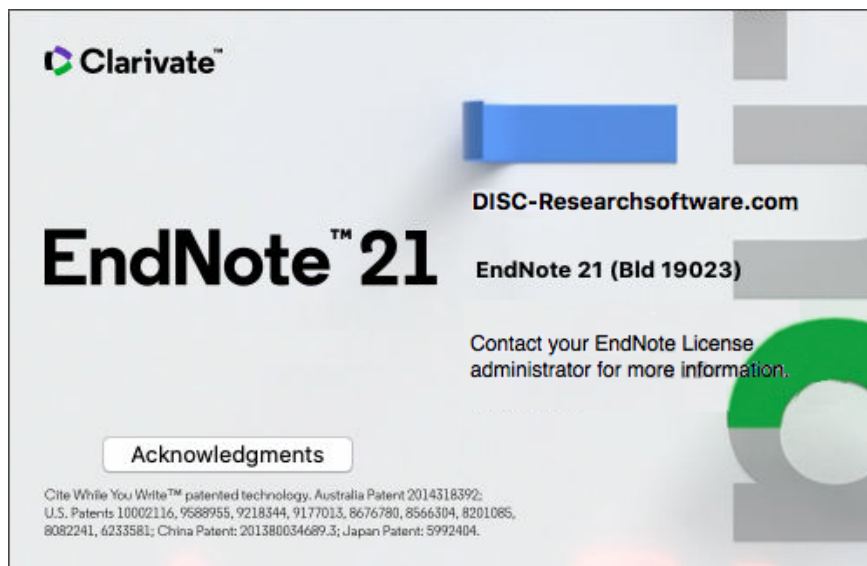 Clarivate™
DISC-Researchsoftware.com
EndNote™ 21
EndNote 21 (Bld 19023)
Contact your EndNote License
administrator for more information.
Acknowledgments
Cite While You Write™ patented technology. Australia Patent 2014318392;
U.S. Patents 10002116, 9588955, 9218344, 9177013, 8676780, 8566304, 8201085,
8082241, 6233581; China Patent: 201380034689.3; Japan Patent: 5992404.